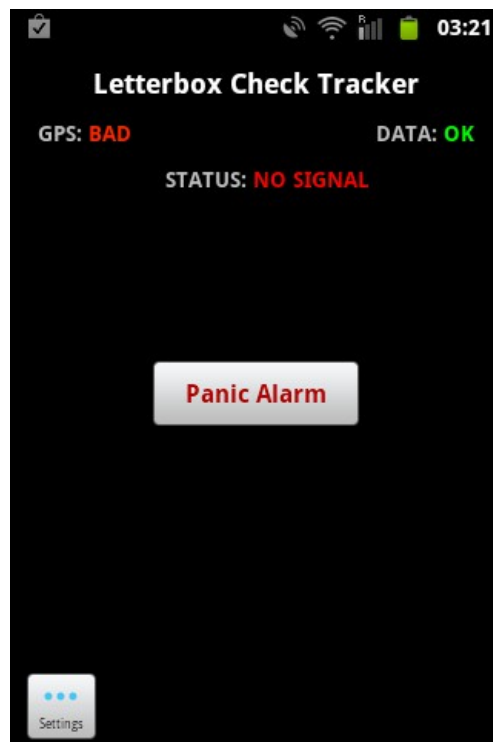 R 03:21
Letterbox Check Tracker
GPS: BAD DATA: OK
STATUS: NO SIGNAL
Panic Alarm
Settings